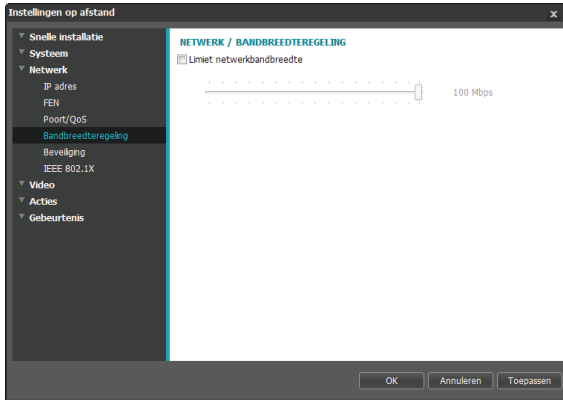 Instellingen op afstand
x
Snelle installatie
Systeem
Netwerk
IP adres
FEN
Poort/QoS
Bandbreedteregeling
Beveiliging
IEEE 802.1X
Video
Acties
Gebeurtenis
NETWERK / BANDBREEDTEREGELING
Limiet netwerkbandbreedte
100 Mbps
OK
Annuleren
Toepassen